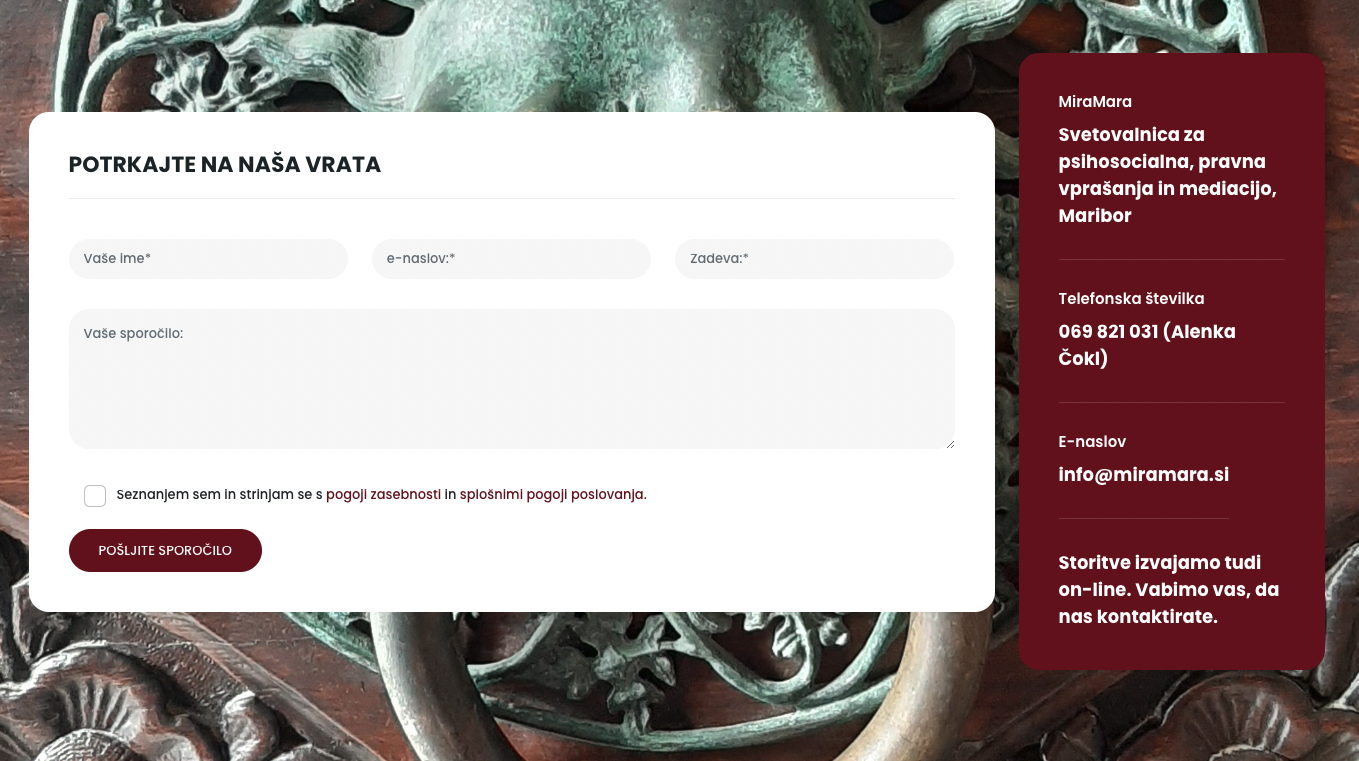 POTRKAJTE NA NAŠA VRATA
Vaše ime*
e-naslov:*
Zadeva:*
Vaše sporočilo:
Seznanjem sem in strinjam se s pogoji zasebnosti in splošnimi pogoji poslovanja.
POŠLJITE SPOROČILO
MiraMara
Svetovalnica za
psihosocialna, pravna
vprašanja in mediacijo,
Maribor
Telefonska številka
069 821 031 (Alenka
Čokl)
E-naslov
info@miramara.si
Storitve izvajamo tudi
on-line. Vabimo vas, da
nas kontaktirate.